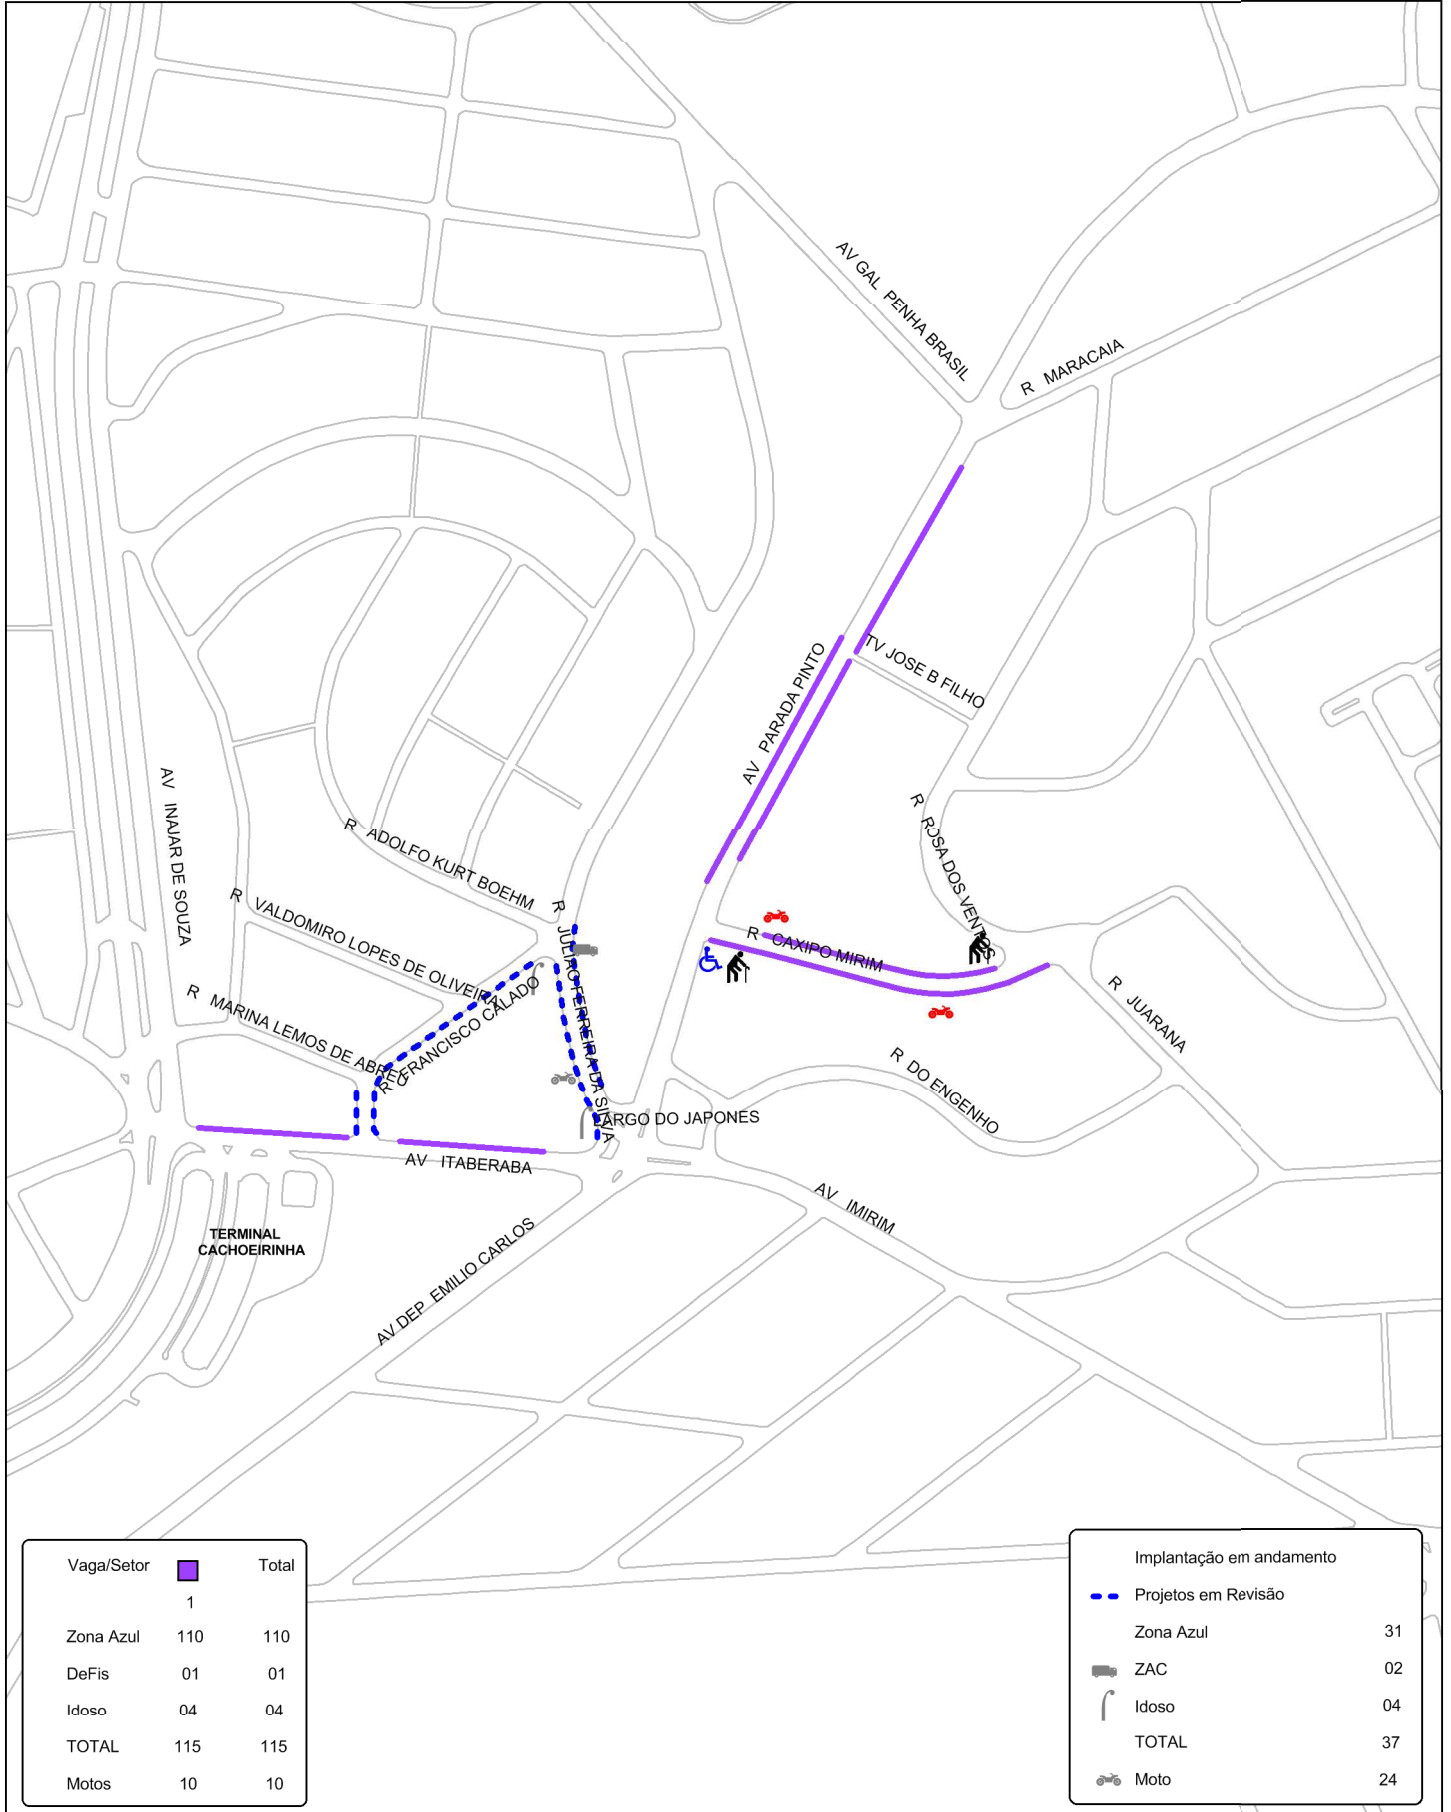 AV GAL PENHA BRASIL
R MARACAIA
TV JOSE B FILHO
AV PARADA PINTO
AV INAJAR DE SOUZA
R ADOLFO KURT BOEHM
R ROSA DOS VENTOS
R VALDOMIRO LOPES DE OLIVEIRA
R JULIAO FERREIRA DA SILVA
R CAXIPO MIRIM
R MARINA LEMOS DE ABREU
R FRANCISCO CALADO
R JUARANA
R DO ENGENHO
LARGO DO JAPONES
AV ITABERABA
AV IMIRIM
TERMINAL
CACHOEIRINHA
AV DEP EMILIO CARLOS
Vaga/Setor Total
1
Zona Azul 110 110
DeFis 01 01
Idoso 04 04
TOTAL 115 115
Motos 10 10
Implantação em andamento
Projetos em Revisão
Zona Azul 31
ZAC 02
Idoso 04
TOTAL 37
Moto 24